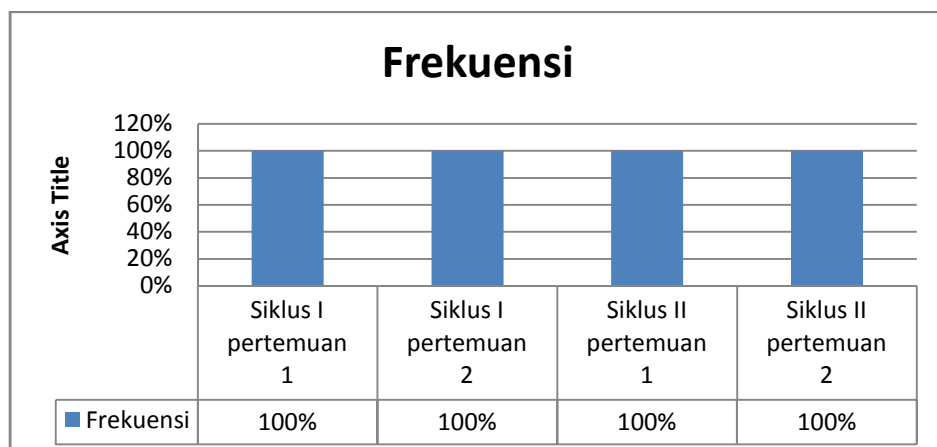 Frekuensi
Axis Title
120%
100%
80%
60%
40%
20%
0%
Siklus I pertemuan 1
Siklus I pertemuan 2
Siklus II pertemuan 1
Siklus II pertemuan 2
Frekuensi 100% 100% 100% 100%